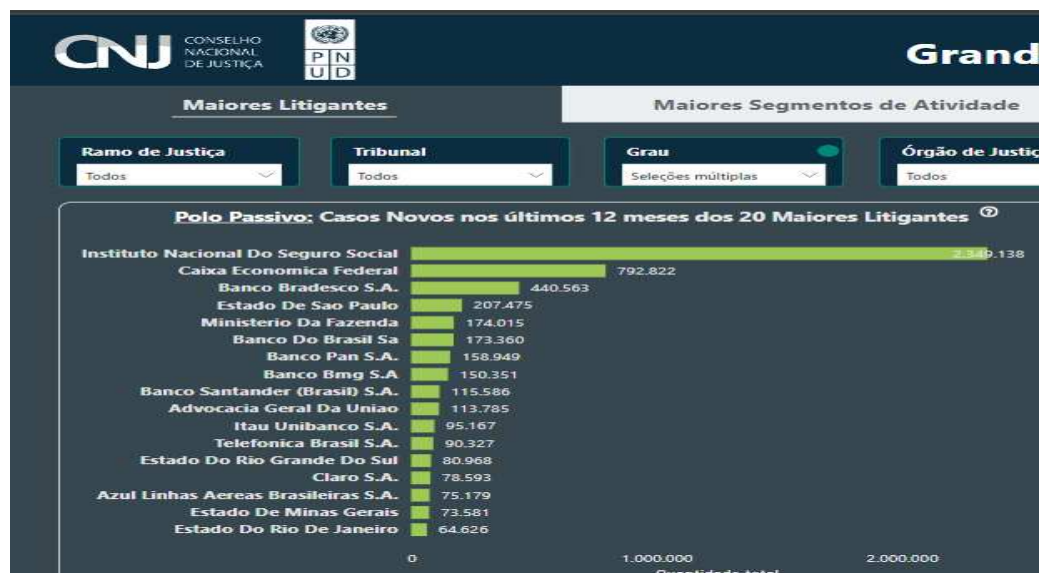 CNJ CONSELHO NACIONAL DE JUSTIÇA
PN UD
Grand
Maiores Litigantes
Maiores Segmentos de Atividade
Ramo de Justiça
Todos
Tribunal
Todos
Grau
Seleções múltiplas
Órgão de Justiç
Todos
Polo Passivo: Casos Novos nos últimos 12 meses dos 20 Maiores Litigantes ?
Instituto Nacional Do Seguro Social 2.349.138
Caixa Economica Federal 792.822
Banco Bradesco S.A. 440.563
Estado De Sao Paulo 207.475
Ministerio Da Fazenda 174.015
Banco Do Brasil Sa 173.360
Banco Pan S.A. 158.949
Banco Bmg S.A 150.351
Banco Santander (Brasil) S.A. 115.586
Advocacia Geral Da Uniao 113.785
Itau Unibanco S.A. 95.167
Telefonica Brasil S.A. 90.327
Estado Do Rio Grande Do Sul 80.968
Claro S.A. 78.593
Azul Linhas Aereas Brasileiras S.A. 75.179
Estado De Minas Gerais 73.581
Estado Do Rio De Janeiro 64.626
0 1.000.000 2.000.000
Quantidade total